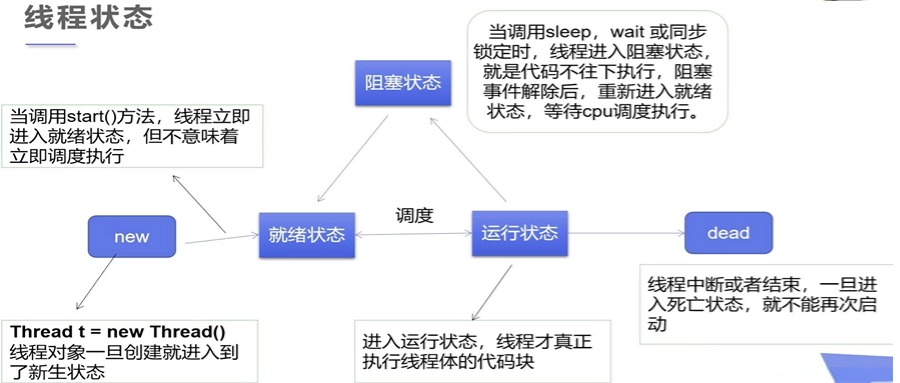 线程状态
当调用sleep，wait 或同步
锁定时，线程进入阻塞状态，
就是代码不往下执行，阻塞
事件解除后，重新进入就绪
状态，等待cpu调度执行。
阻塞状态
当调用start()方法，线程立即
进入就绪状态，但不意味着
立即调度执行
new
就绪状态
调度
运行状态
dead
Thread t = new Thread()
线程对象一旦创建就进入到
了新生状态
进入运行状态，线程才真正
执行线程体的代码块
线程中断或者结束，一旦进
入死亡状态，就不能再次启
动